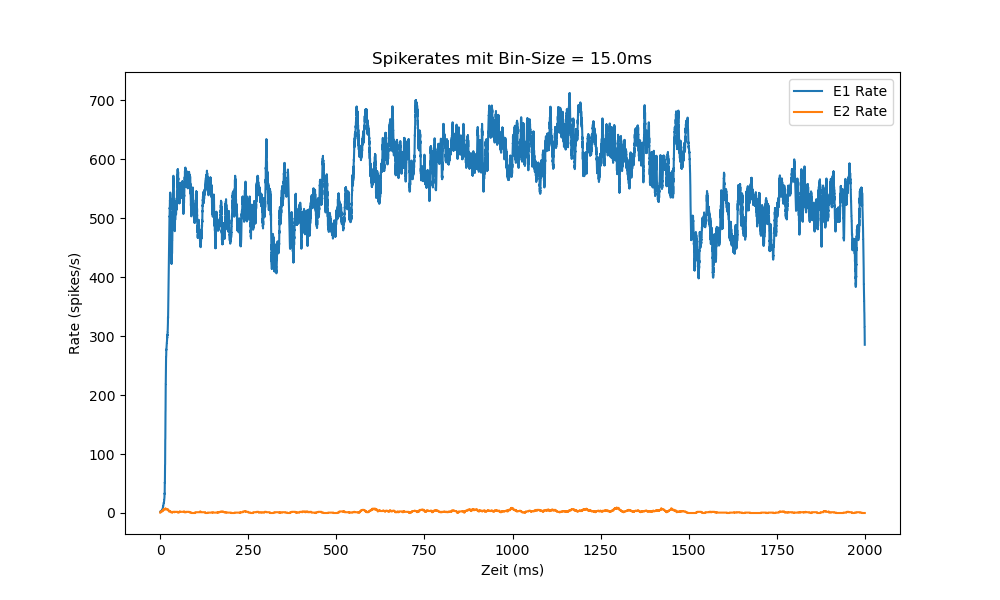 Spikerates mit Bin-Size = 15.0ms
E1 Rate
E2 Rate
700
600
500
400
300
200
100
0
Rate (spikes/s)
0 250 500 750 1000 1250 1500 1750 2000
Zeit (ms)